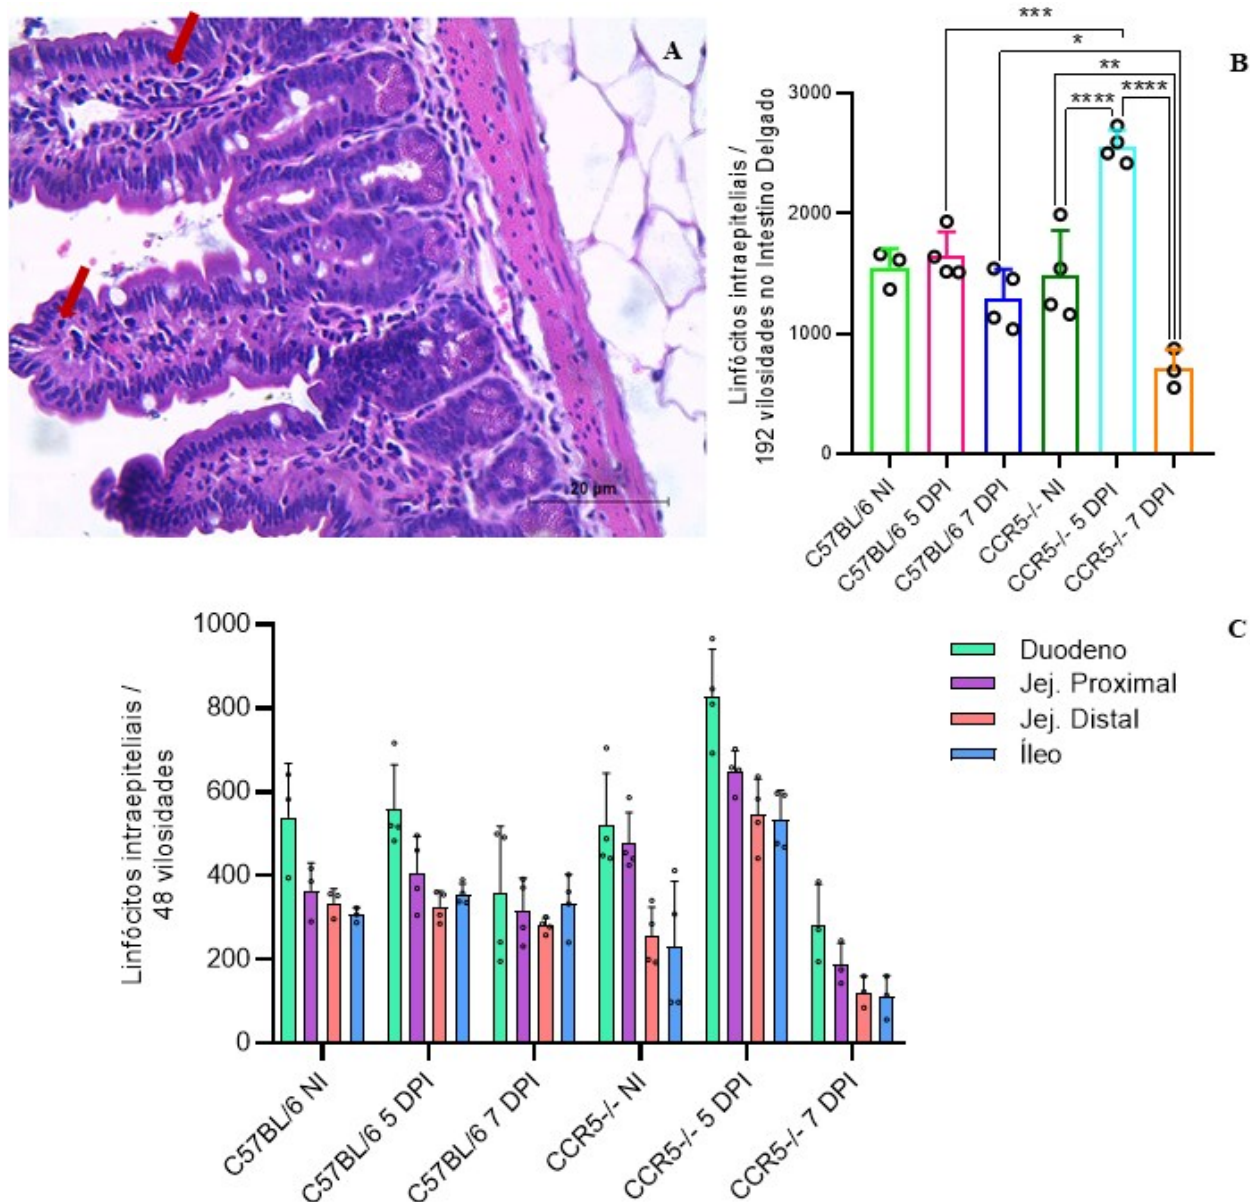 A
20 µm
B
***
*
**
**** ****
Linfócitos intraepiteliais /
192 vilosidades no Intestino Delgado
3000
2000
1000
0
C57BL/6 NI
C57BL/6 5 DPI
C57BL/6 7 DPI
CCR5-/- NI
CCR5-/- 5 DPI
CCR5-/- 7 DPI
C
Linfócitos intraepiteliais /
48 vilosidades
1000
800
600
400
200
0
C57BL/6 NI
C57BL/6 5 DPI
C57BL/6 7 DPI
CCR5-/- NI
CCR5-/- 5 DPI
CCR5-/- 7 DPI
Duodeno
Jej. Proximal
Jej. Distal
Íleo